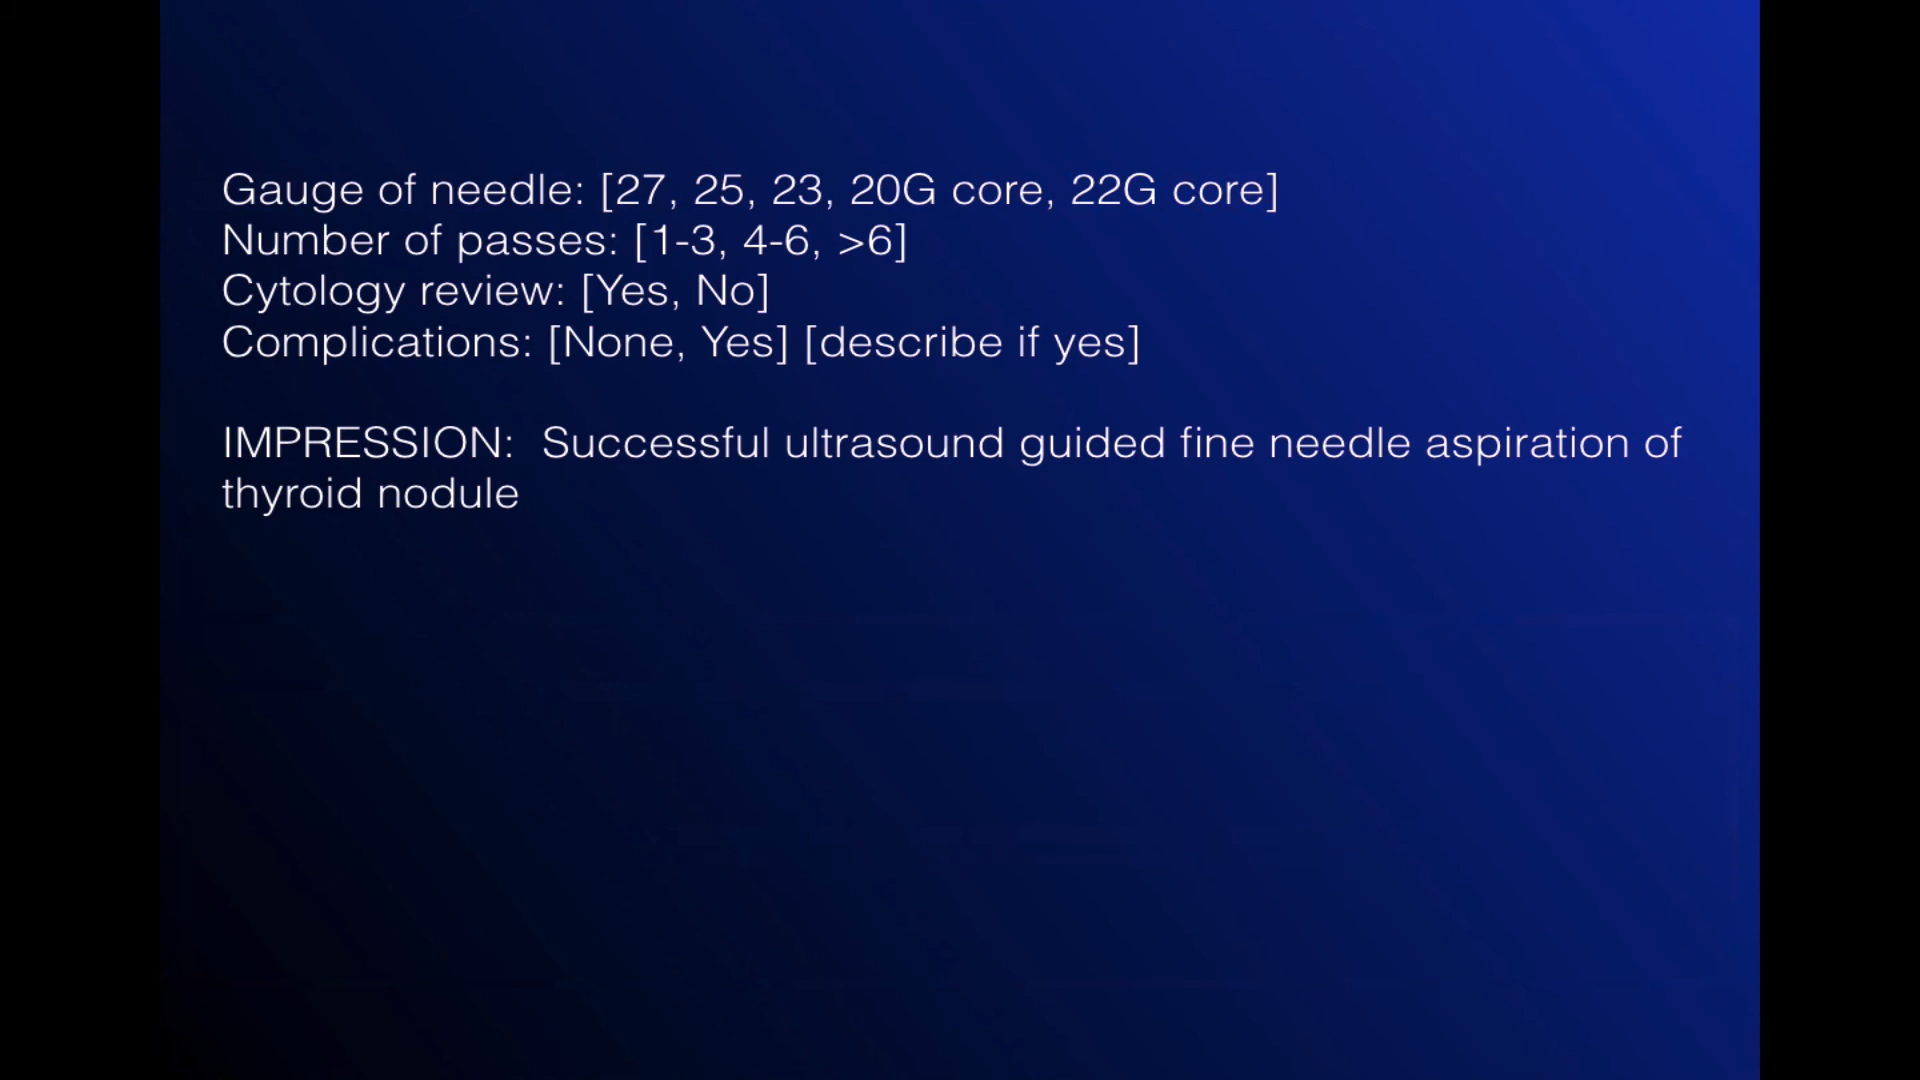 Gauge of needle: [27, 25, 23, 20G core, 22G core]
Number of passes: [1-3, 4-6, >6]
Cytology review: [Yes, No]
Complications: [None, Yes] [describe if yes]
IMPRESSION:  Successful ultrasound guided fine needle aspiration of
thyroid nodule